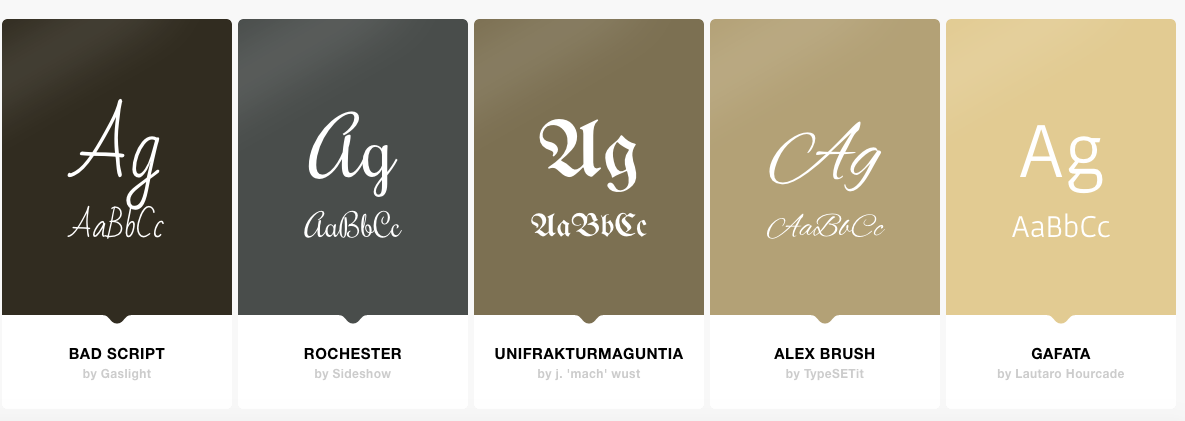 Ag
AaBbCc
BAD SCRIPT
by Gaslight
Ag
AaBbCc
ROCHESTER
by Sideshow
Ag
AaBbCc
UNIFRAKTURMAGUNTIA
by j. 'mach' wust
Ag
AaBbCc
ALEX BRUSH
by TypeSETit
Ag
AaBbCc
GAFATA
by Lautaro Hourcade